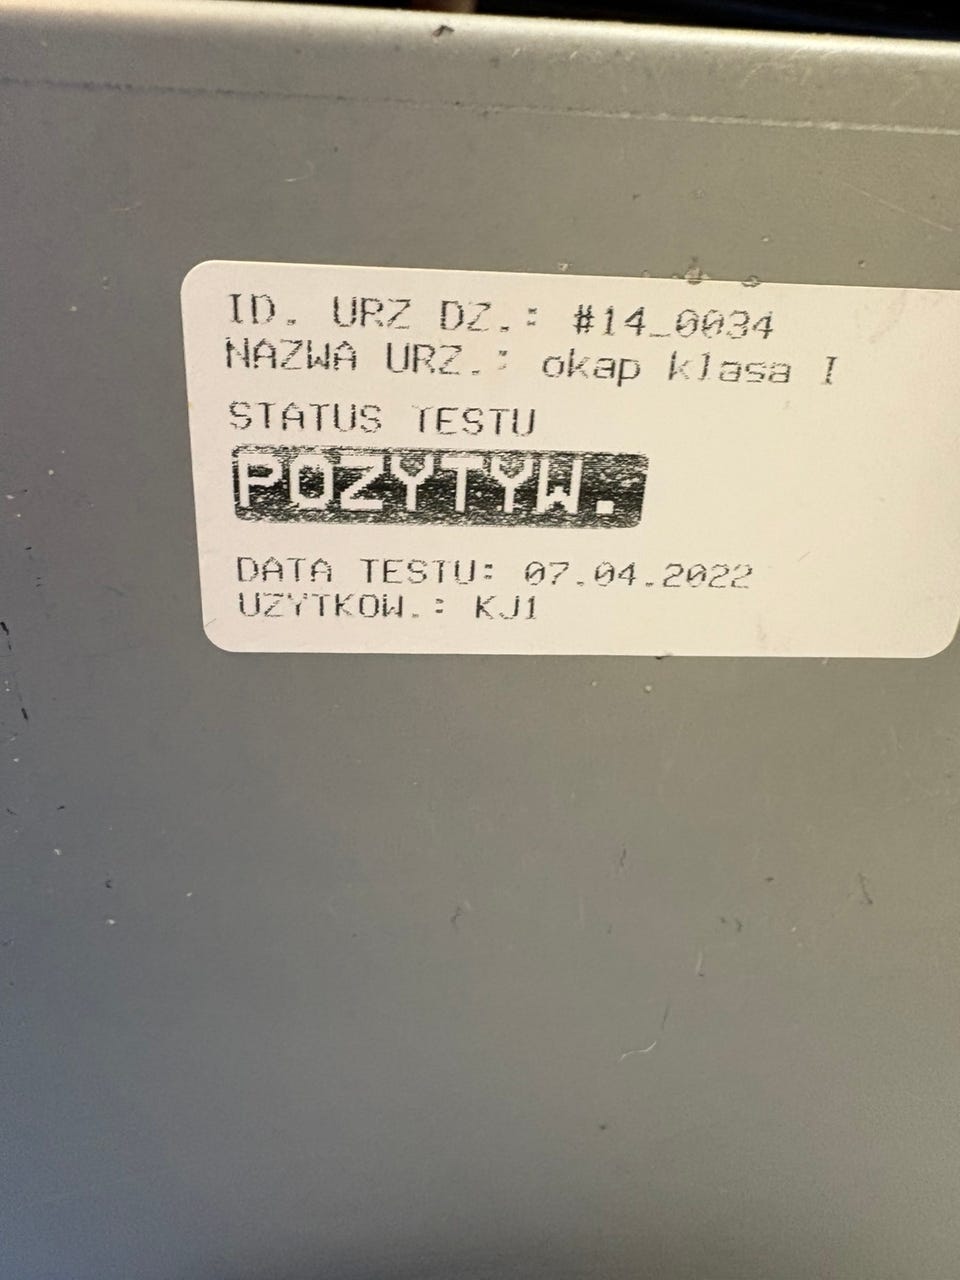 ID. URZ DZ.: #14_0034
NAZWA URZ.: okap klasa I
STATUS TESTU
POZYTYW.
DATA TESTU: 07.04.2022
UZYTKOW.: KJ1